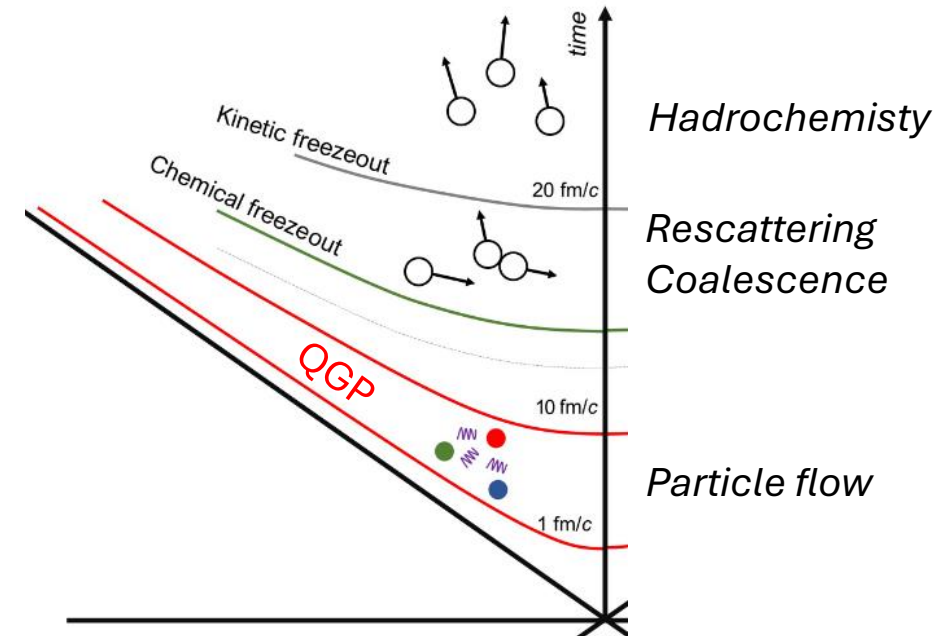 time
Hadrochemisty
Kinetic freezeout
Chemical freezeout
20 fm/c
Rescattering
Coalescence
QGP
10 fm/c
Particle flow
1 fm/c